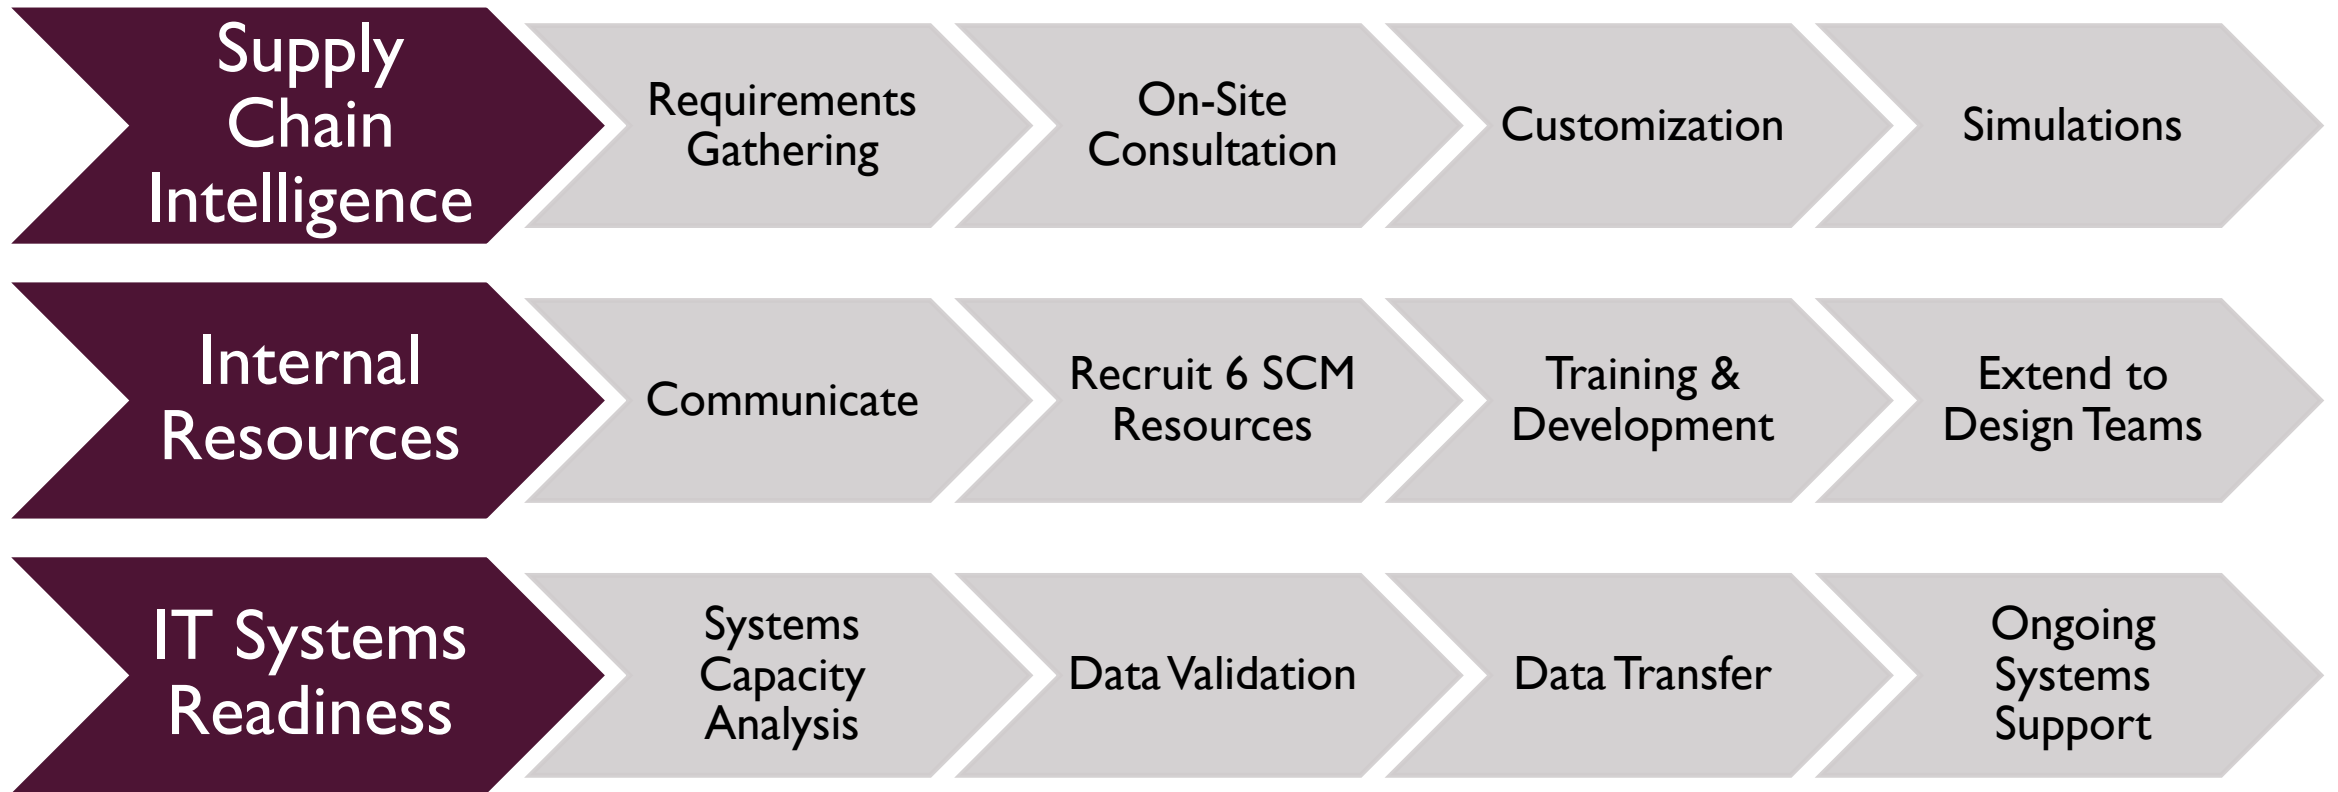 Supply
Chain
Intelligence
Requirements
Gathering
On-Site
Consultation
Customization
Simulations
Internal
Resources
Communicate
Recruit 6 SCM
Resources
Training &
Development
Extend to
Design Teams
IT Systems
Readiness
Systems
Capacity
Analysis
Data Validation
Data Transfer
Ongoing
Systems
Support